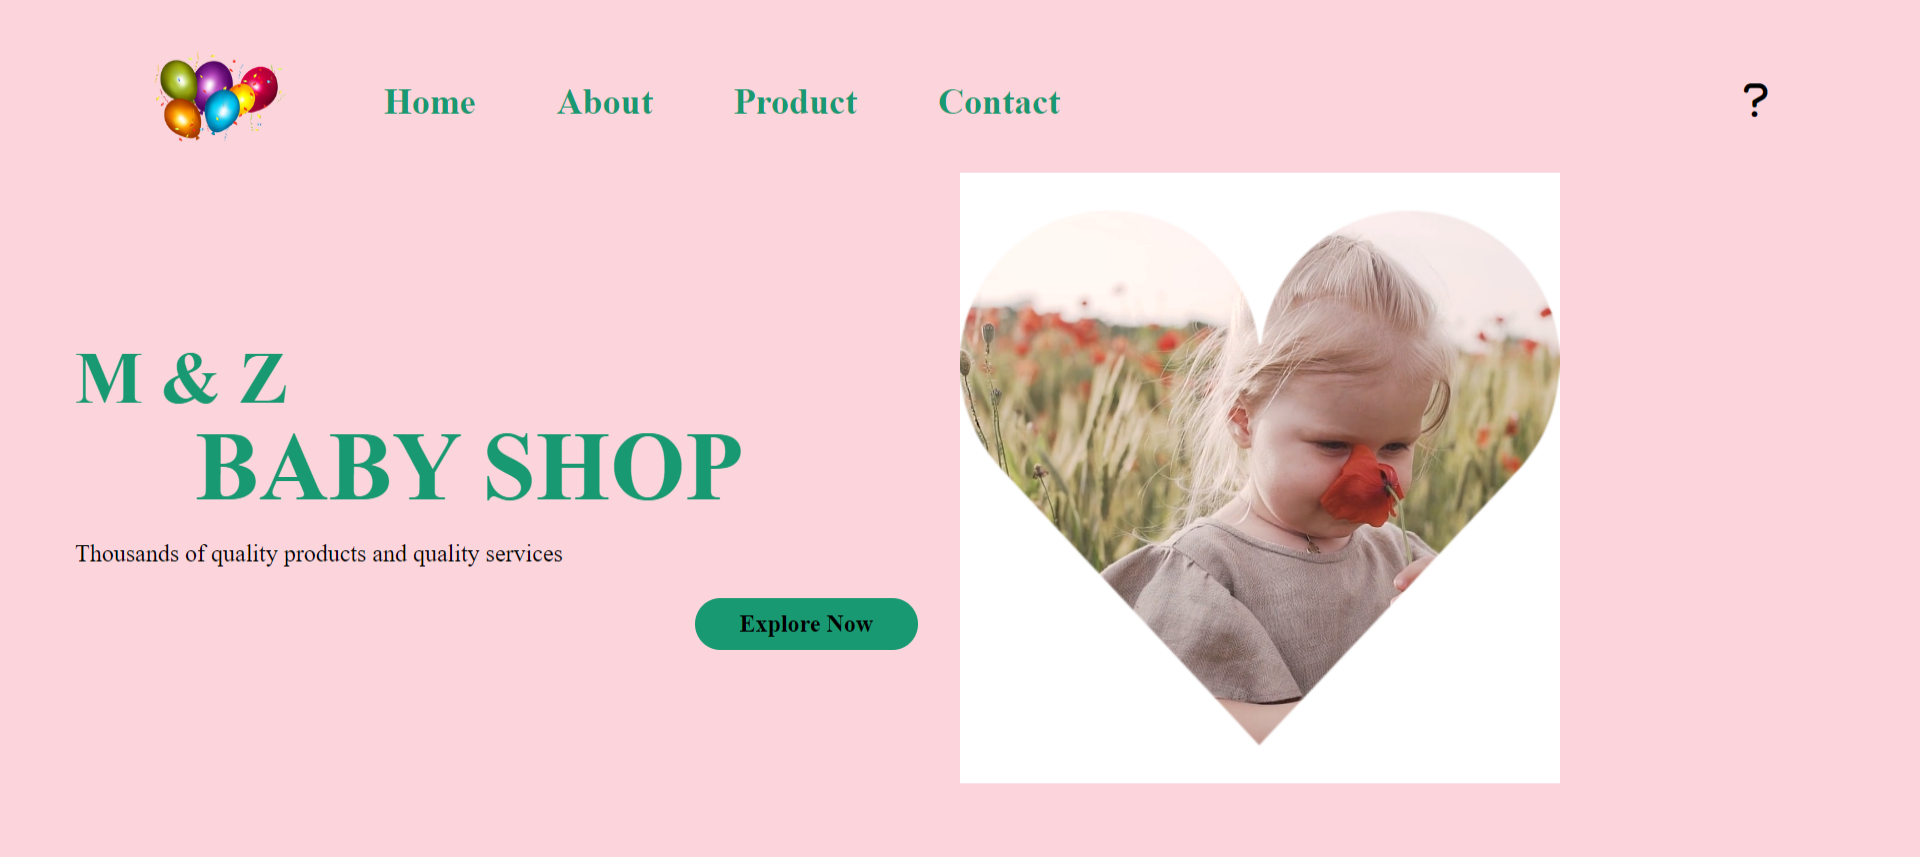 Home About Product Contact ?
M & Z
BABY SHOP
Thousands of quality products and quality services
Explore Now